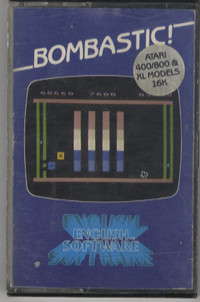 BOMBASTIC!
ATARI
400/800 &
XL MODELS
16K
ENGLISH
SOFTWARE